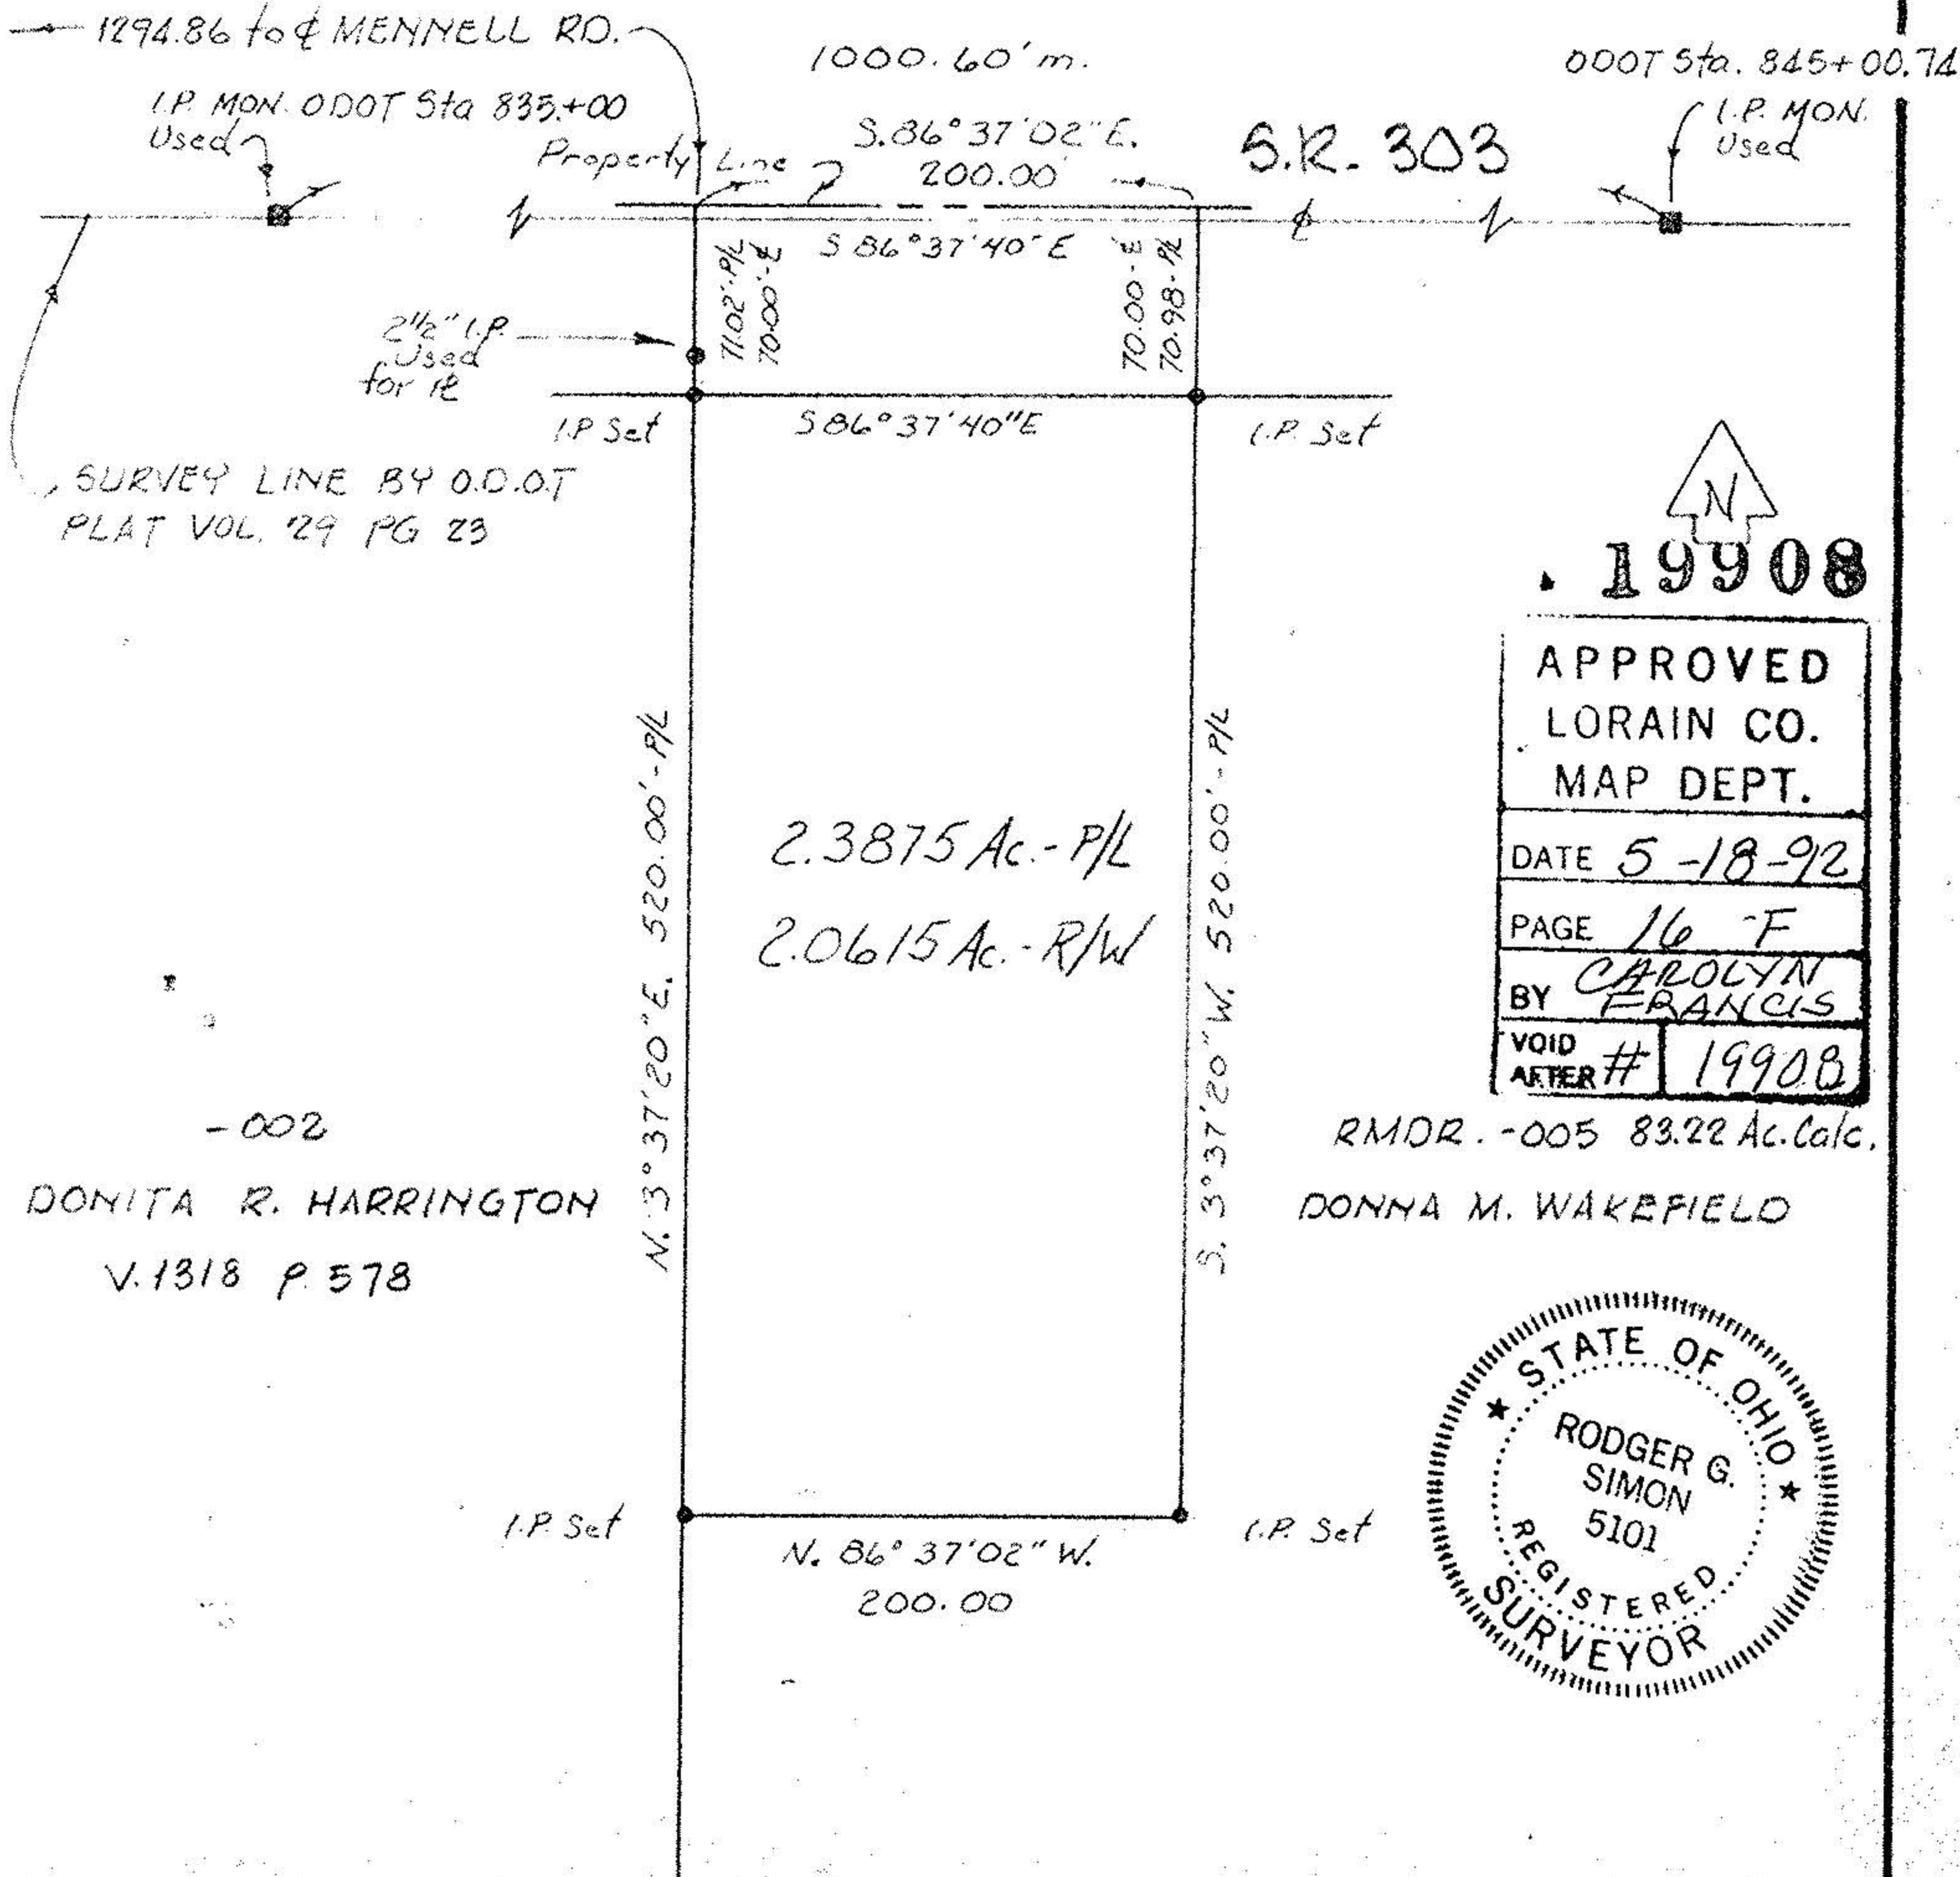 1294.86 to ℄ MENNELL RD.
1000.60' m.
ODOT Sta. 845+00.74
I.P. MON. ODOT Sta 835+00
Used
I.P. MON.
Used
Property Line
S.86°37'02"E.
200.00'
S.R. 303
S 86°37'40" E
71.02'-P/L
70.00'-℄
70.00-℄
70.98-P/L
2 1/2" I.P.
Used
for ℄
I.P. Set
S 86°37'40"E
I.P. Set
SURVEY LINE BY O.D.O.T
PLAT VOL. 29 PG 23
N
19908
APPROVED
LORAIN CO.
MAP DEPT.
DATE 5-18-92
PAGE 16-F
BY CAROLYN
FRANCIS
VOID
AFTER # 19908
N. 3°37'20"E. 520.00'-P/L
S. 3°37'20"W. 520.00'-P/L
2.3875 Ac.-P/L
2.0615 Ac.-R/W
-002
DONITA R. HARRINGTON
V.1318 P.578
RMDR.-005 83.22 Ac.Calc.
DONNA M. WAKEFIELD
I.P. Set
N. 86°37'02"W.
200.00
I.P. Set
STATE OF OHIO
RODGER G.
SIMON
5101
REGISTERED
SURVEYOR